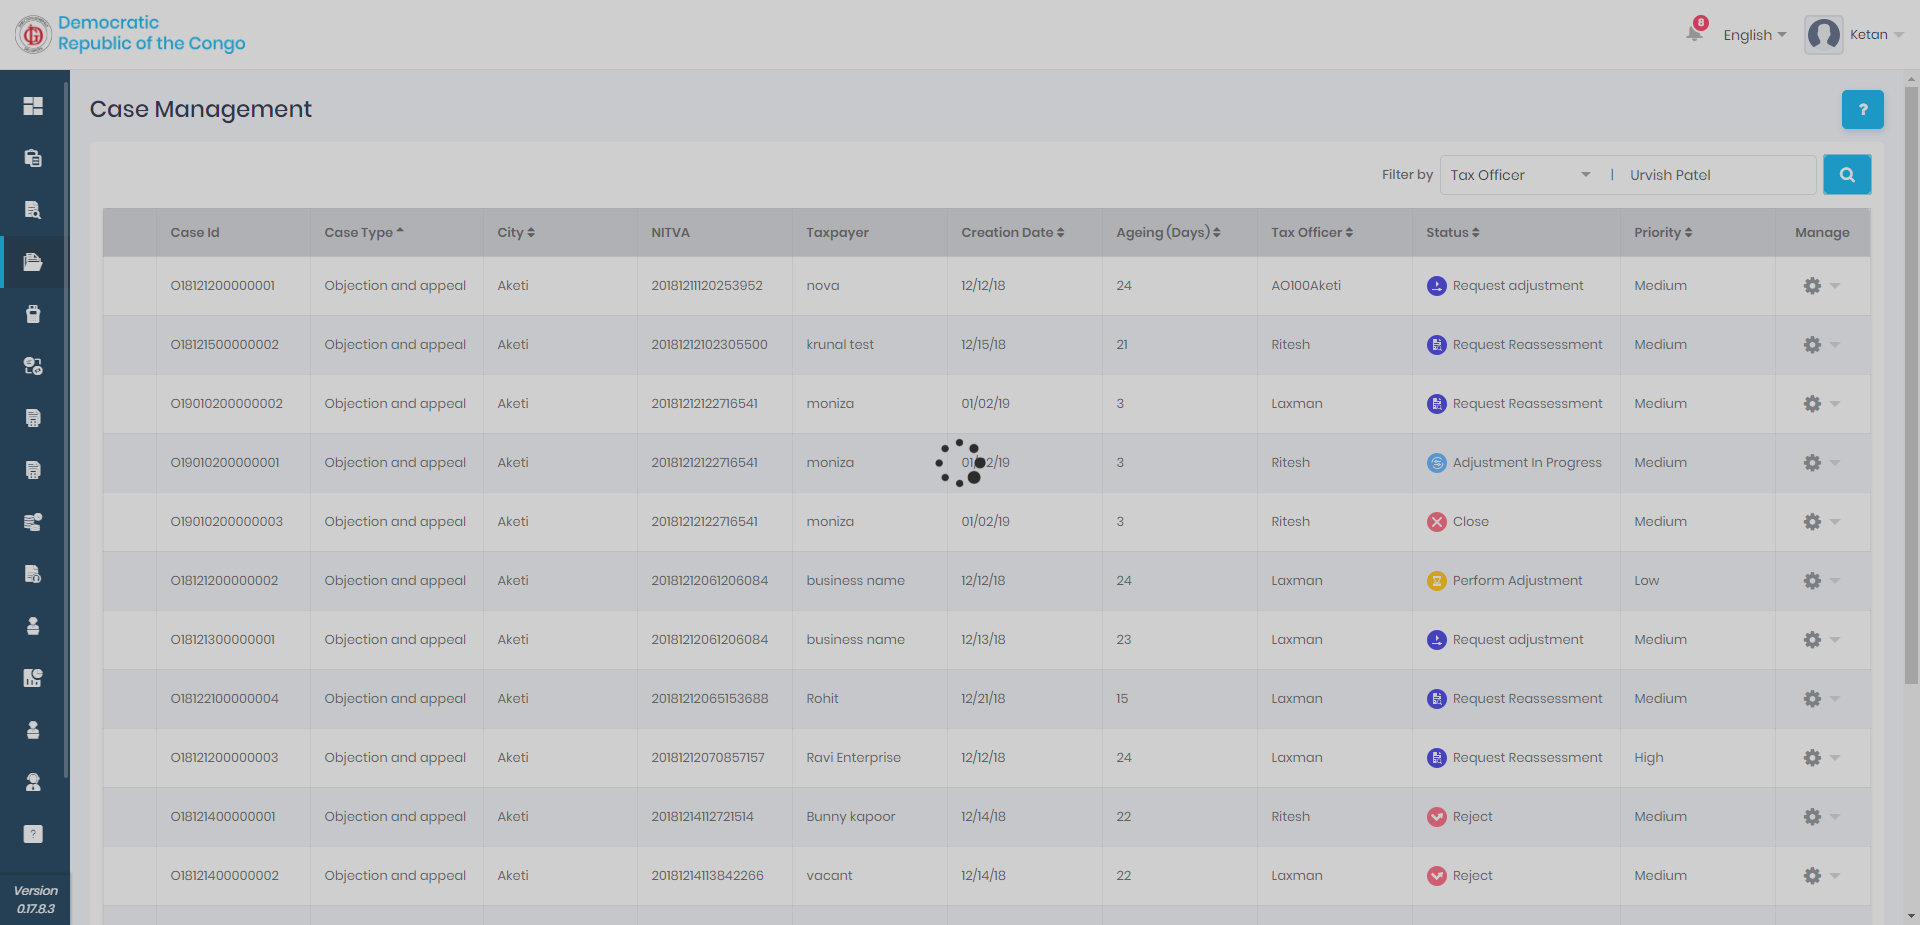 Democratic
Republic of the Congo
8
English
Ketan
Case Management
?
Filter by Tax Officer | Urvish Patel
Case Id Case Type City NITVA Taxpayer Creation Date Ageing (Days) Tax Officer Status Priority Manage
O18121200000001 Objection and appeal Aketi 20181211120253952 nova 12/12/18 24 AO100Aketi Request adjustment Medium
O18121500000002 Objection and appeal Aketi 20181212102305500 krunal test 12/15/18 21 Ritesh Request Reassessment Medium
O19010200000002 Objection and appeal Aketi 20181212122716541 moniza 01/02/19 3 Laxman Request Reassessment Medium
O19010200000001 Objection and appeal Aketi 20181212122716541 moniza 01/02/19 3 Ritesh Adjustment In Progress Medium
O19010200000003 Objection and appeal Aketi 20181212122716541 moniza 01/02/19 3 Ritesh Close Medium
O18121200000002 Objection and appeal Aketi 20181212061206084 business name 12/12/18 24 Laxman Perform Adjustment Low
O18121300000001 Objection and appeal Aketi 20181212061206084 business name 12/13/18 23 Laxman Request adjustment Medium
O18122100000004 Objection and appeal Aketi 20181212065153688 Rohit 12/21/18 15 Laxman Request Reassessment Medium
O18121200000003 Objection and appeal Aketi 20181212070857157 Ravi Enterprise 12/12/18 24 Laxman Request Reassessment High
O18121400000001 Objection and appeal Aketi 20181214112721514 Bunny kapoor 12/14/18 22 Ritesh Reject Medium
O18121400000002 Objection and appeal Aketi 20181214113842266 vacant 12/14/18 22 Laxman Reject Medium
Version
0.17.8.3